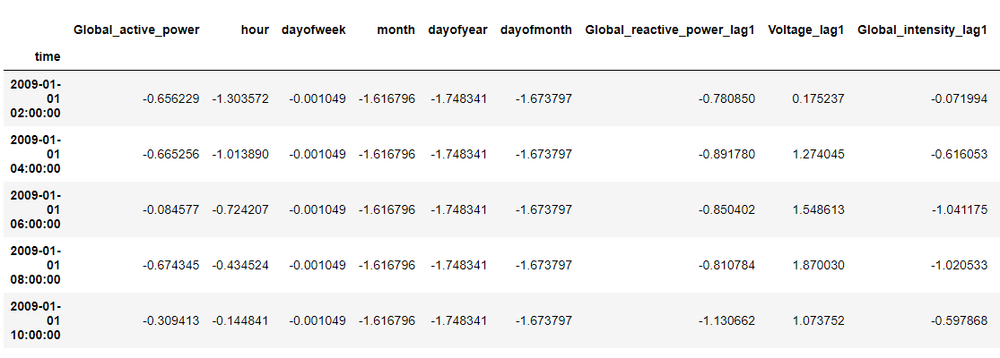 Global_active_power hour dayofweek month dayofyear dayofmonth Global_reactive_power_lag1 Voltage_lag1 Global_intensity_lag1
time
2009-01-
01
02:00:00 -0.656229 -1.303572 -0.001049 -1.616796 -1.748341 -1.673797 -0.780850 0.175237 -0.071994
2009-01-
01
04:00:00 -0.665256 -1.013890 -0.001049 -1.616796 -1.748341 -1.673797 -0.891780 1.274045 -0.616053
2009-01-
01
06:00:00 -0.084577 -0.724207 -0.001049 -1.616796 -1.748341 -1.673797 -0.850402 1.548613 -1.041175
2009-01-
01
08:00:00 -0.674345 -0.434524 -0.001049 -1.616796 -1.748341 -1.673797 -0.810784 1.870030 -1.020533
2009-01-
01
10:00:00 -0.309413 -0.144841 -0.001049 -1.616796 -1.748341 -1.673797 -1.130662 1.073752 -0.597868